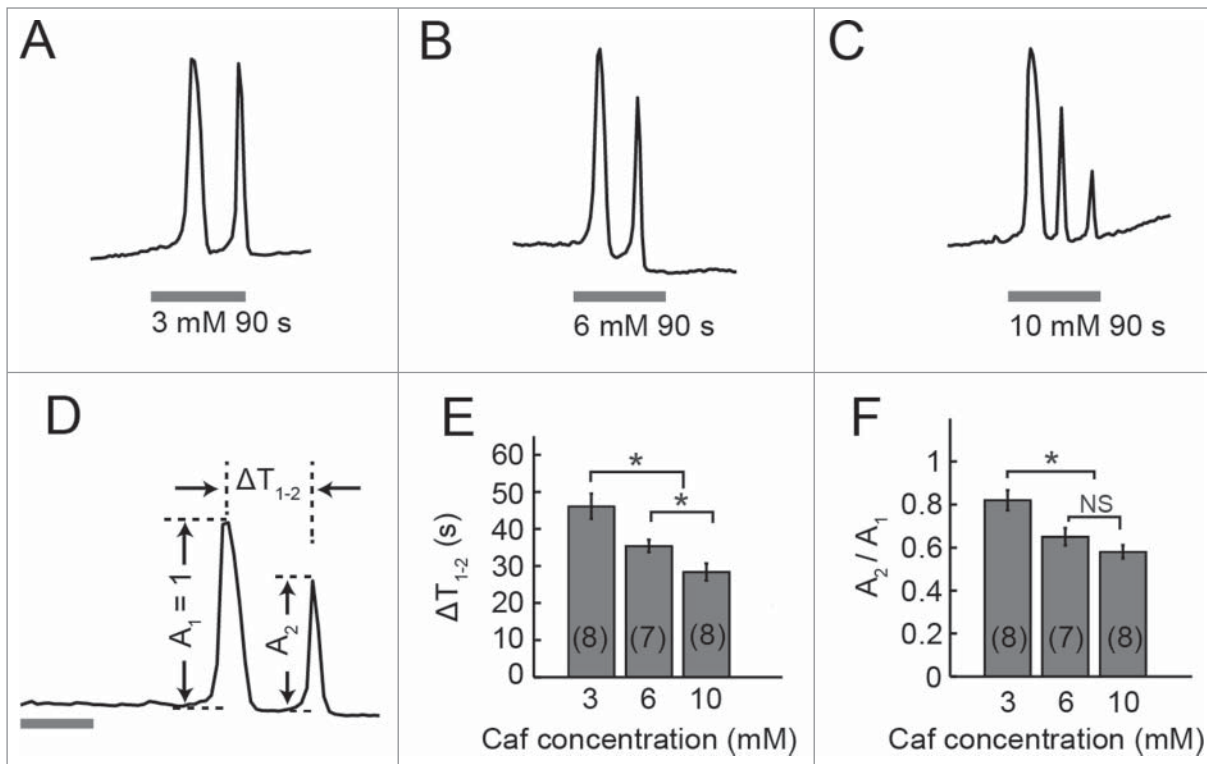 A
B
C
3 mM 90 s
6 mM 90 s
10 mM 90 s
D
ΔT1-2
A1 = 1
A2
E
60
50
40
30
20
10
0
ΔT1-2 (s)
*
*
(8)
(7)
(8)
3
6
10
Caf concentration (mM)
F
1
0.8
0.6
0.4
0.2
0
A2 / A1
*
NS
(8)
(7)
(8)
3
6
10
Caf concentration (mM)